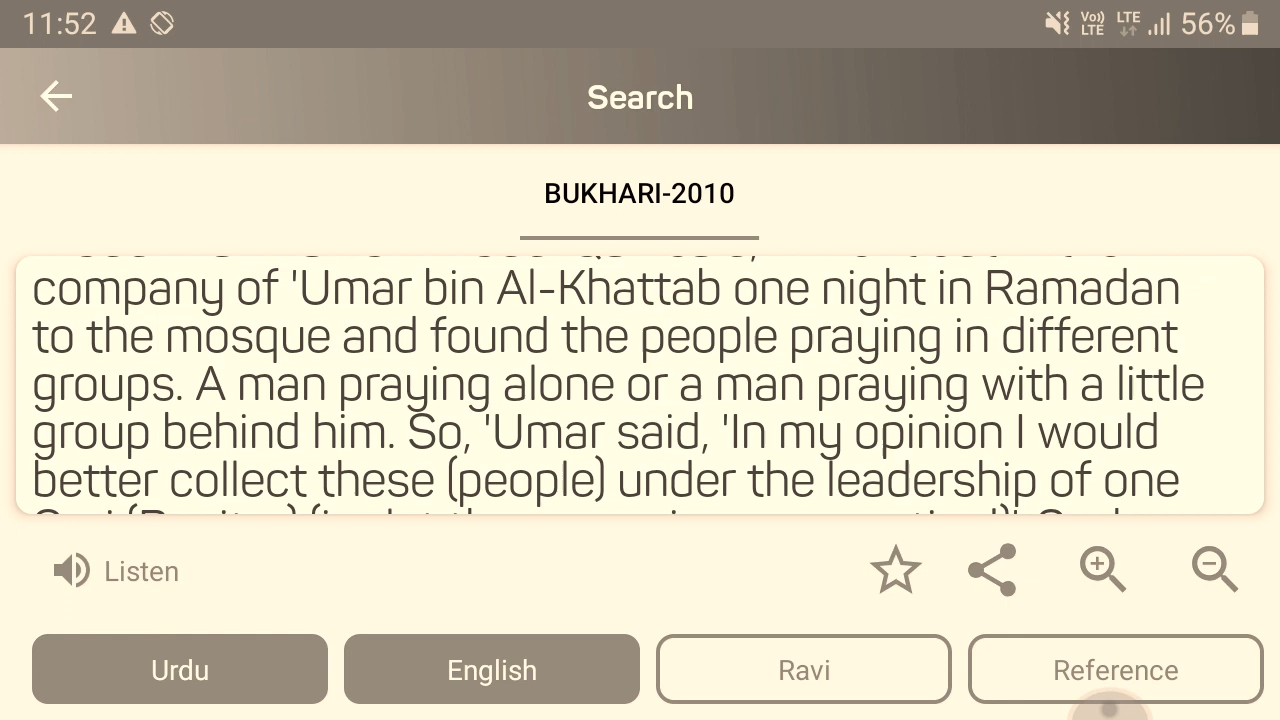 11:52
Vo))
LTE
LTE
56%
Search
BUKHARI-2010
company of 'Umar bin Al-Khattab one night in Ramadan
to the mosque and found the people praying in different
groups. A man praying alone or a man praying with a little
group behind him. So, 'Umar said, 'In my opinion I would
better collect these (people) under the leadership of one
Listen
Urdu
English
Ravi
Reference